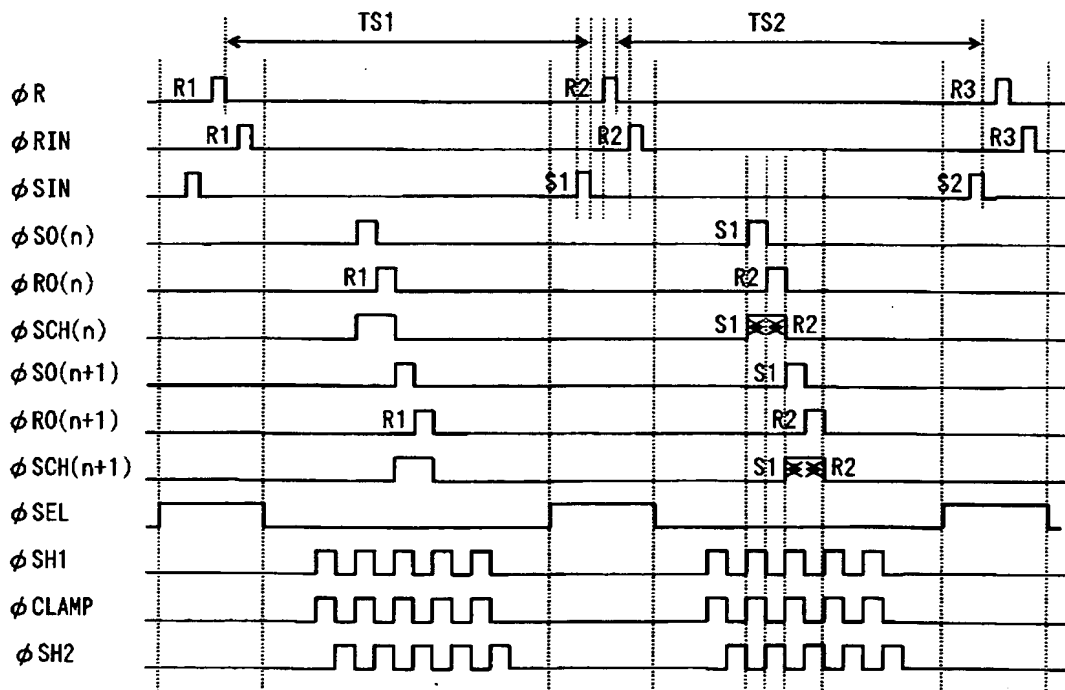 TS1 TS2
φR R1 R2 R3
φRIN R1 R2 R3
φSIN S1 S2
φSO(n) S1
φRO(n) R1 R2
φSCH(n) S1 R2
φSO(n+1) S1
φRO(n+1) R1 R2
φSCH(n+1) S1 R2
φSEL
φSH1
φCLAMP
φSH2